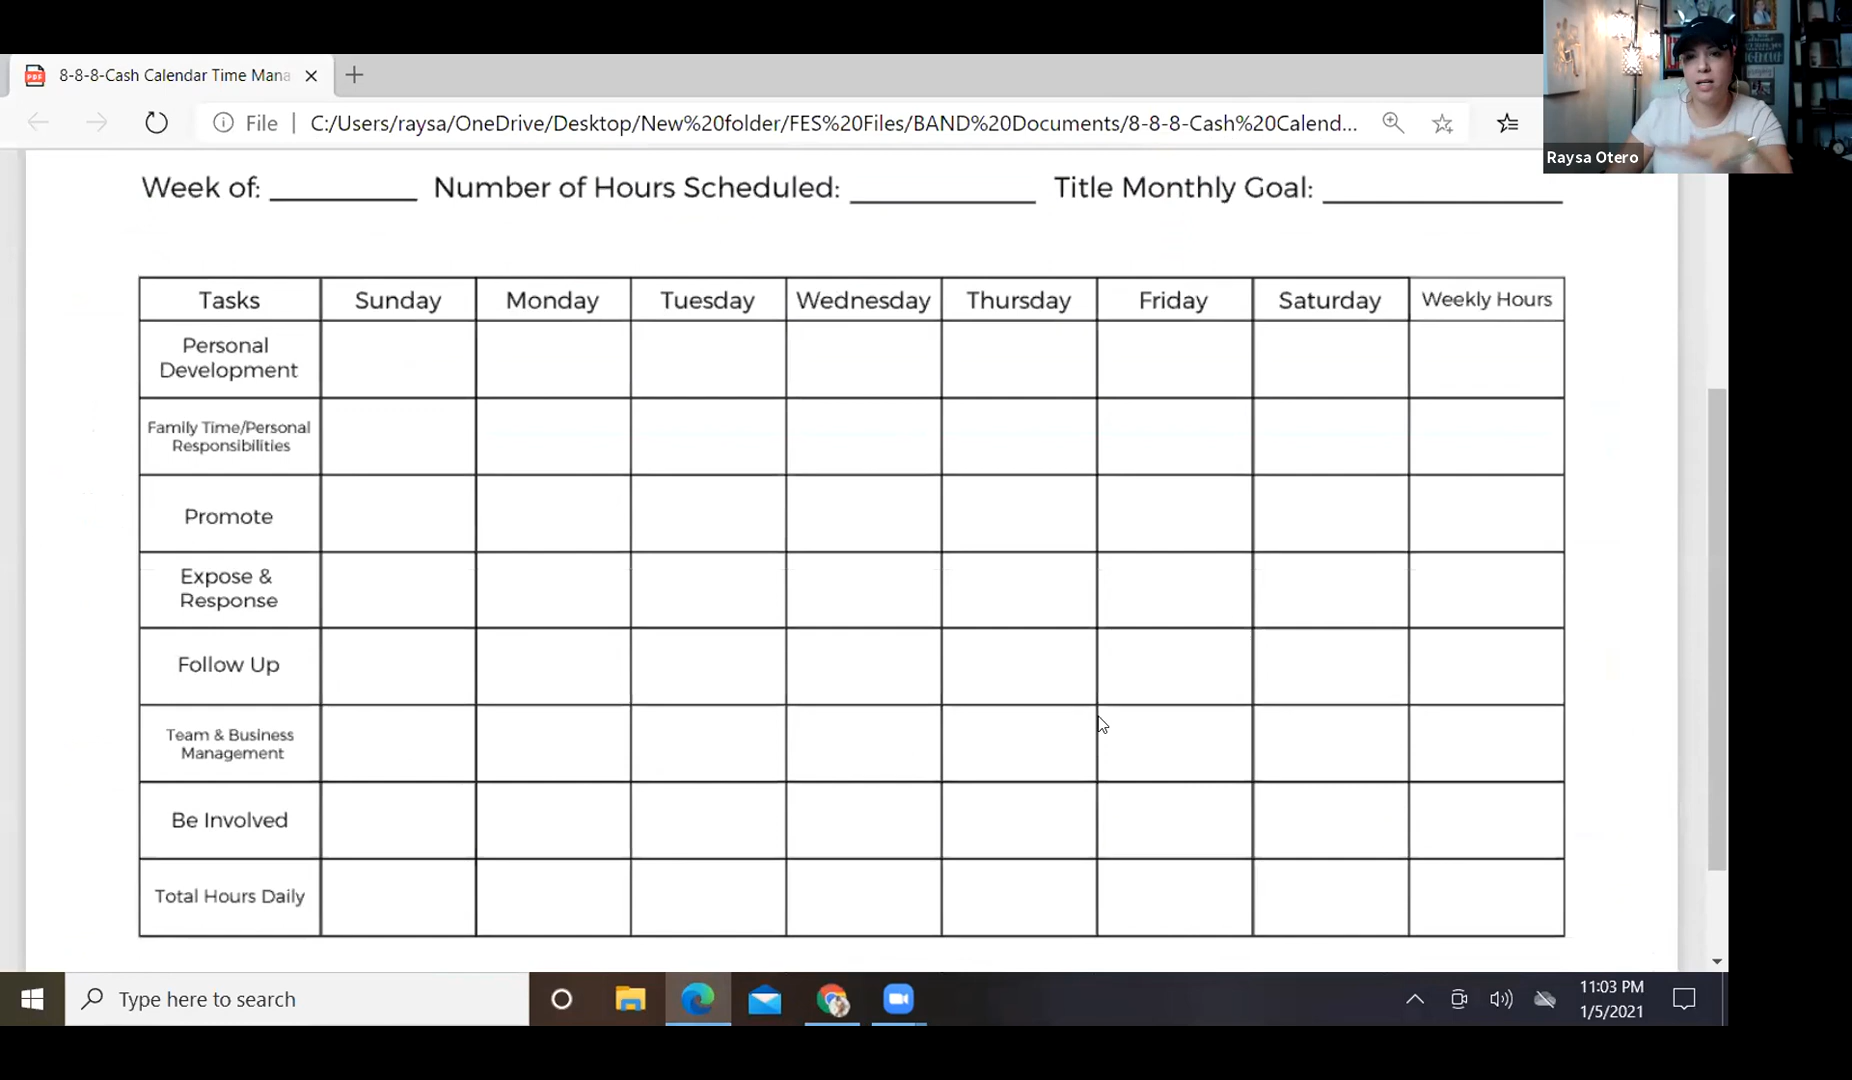 8-8-8-Cash Calendar Time Mana
File | C:/Users/raysa/OneDrive/Desktop/New%20folder/FES%20Files/BAND%20Documents/8-8-8-Cash%20Calend...
Raysa Otero
Week of: Number of Hours Scheduled: Title Monthly Goal:
Tasks Sunday Monday Tuesday Wednesday Thursday Friday Saturday Weekly Hours
Personal
Development
Family Time/Personal
Responsibilities
Promote
Expose &
Response
Follow Up
Team & Business
Management
Be Involved
Total Hours Daily
Type here to search
11:03 PM
1/5/2021